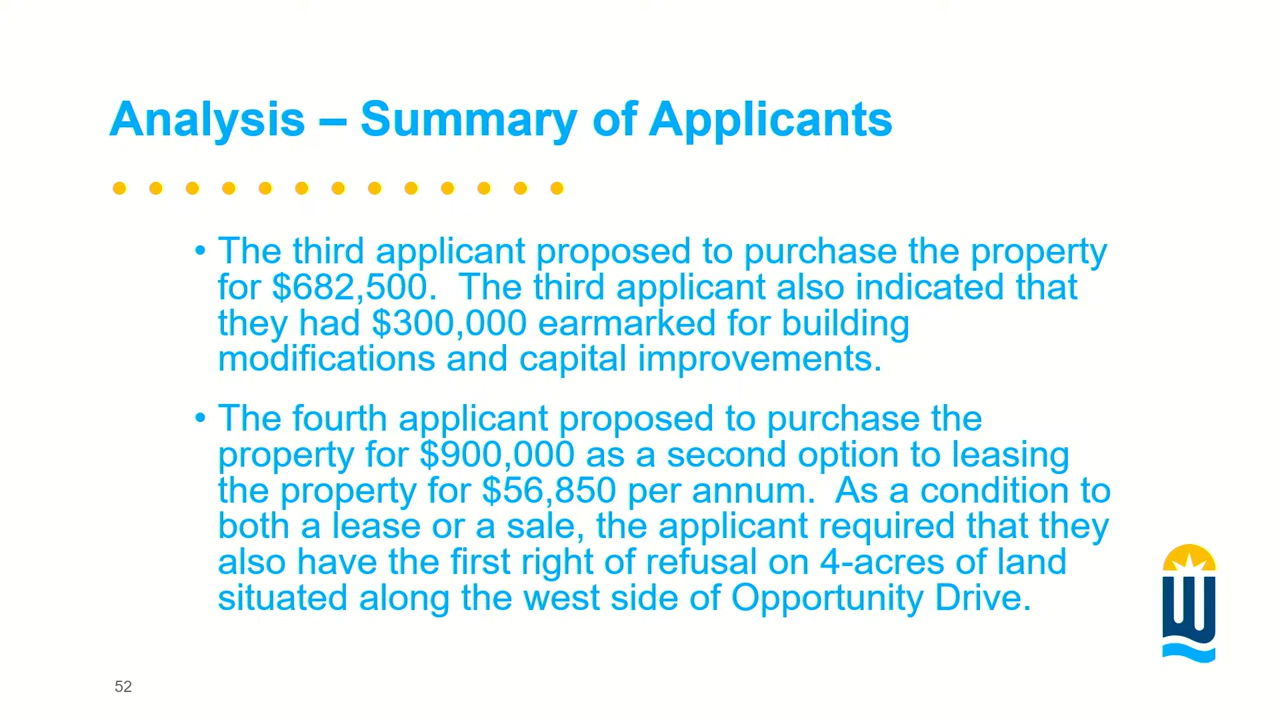 Analysis – Summary of Applicants
• The third applicant proposed to purchase the property
for $682,500.  The third applicant also indicated that
they had $300,000 earmarked for building
modifications and capital improvements.
• The fourth applicant proposed to purchase the
property for $900,000 as a second option to leasing
the property for $56,850 per annum.  As a condition to
both a lease or a sale, the applicant required that they
also have the first right of refusal on 4-acres of land
situated along the west side of Opportunity Drive.
W
52